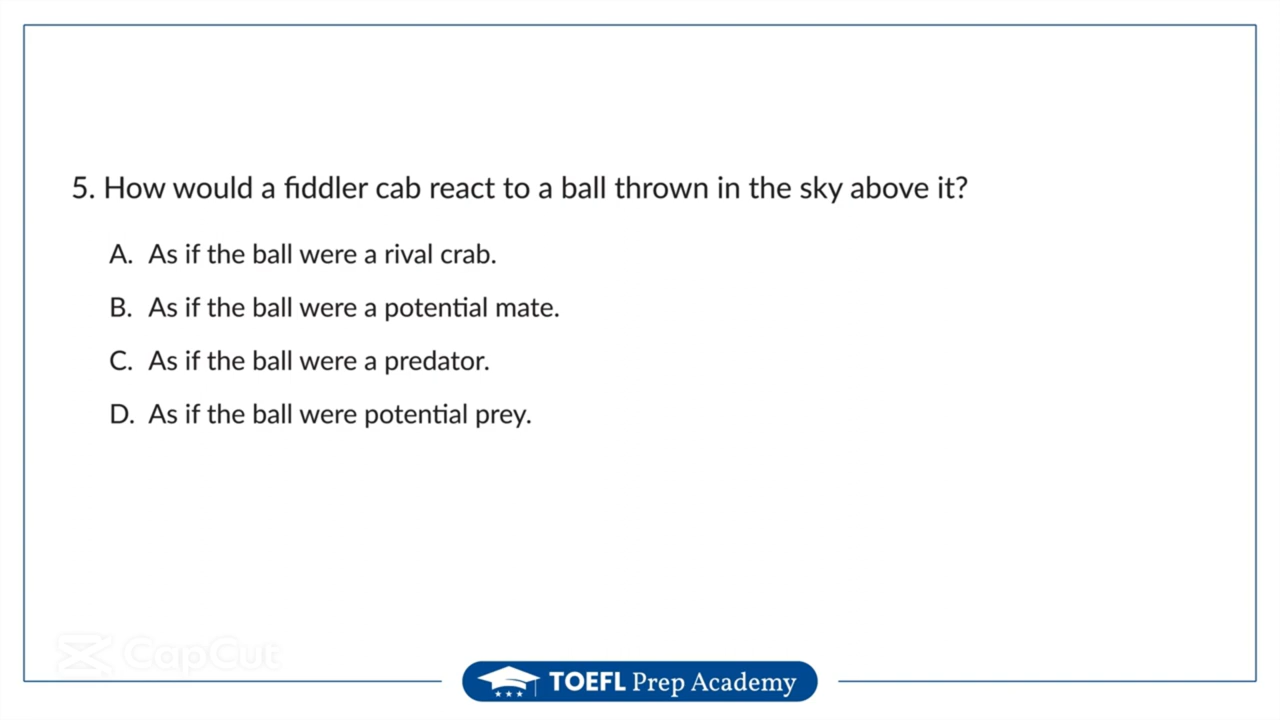 5. How would a fiddler cab react to a ball thrown in the sky above it?
A. As if the ball were a rival crab.
B. As if the ball were a potential mate.
C. As if the ball were a predator.
D. As if the ball were potential prey.
CapCut
TOEFL Prep Academy